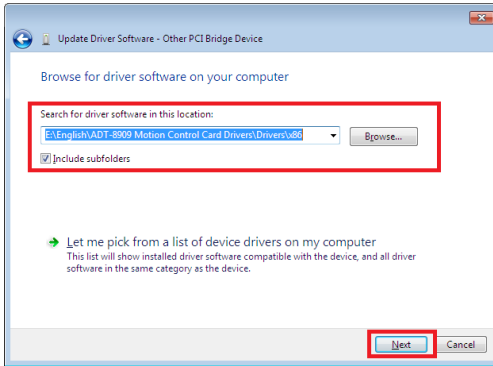 Update Driver Software - Other PCI Bridge Device
Browse for driver software on your computer
Search for driver software in this location:
E:\English\ADT-8909 Motion Control Card Drivers\Drivers\x86
Browse...
Include subfolders
Let me pick from a list of device drivers on my computer
This list will show installed driver software compatible with the device, and all driver
software in the same category as the device.
Next
Cancel